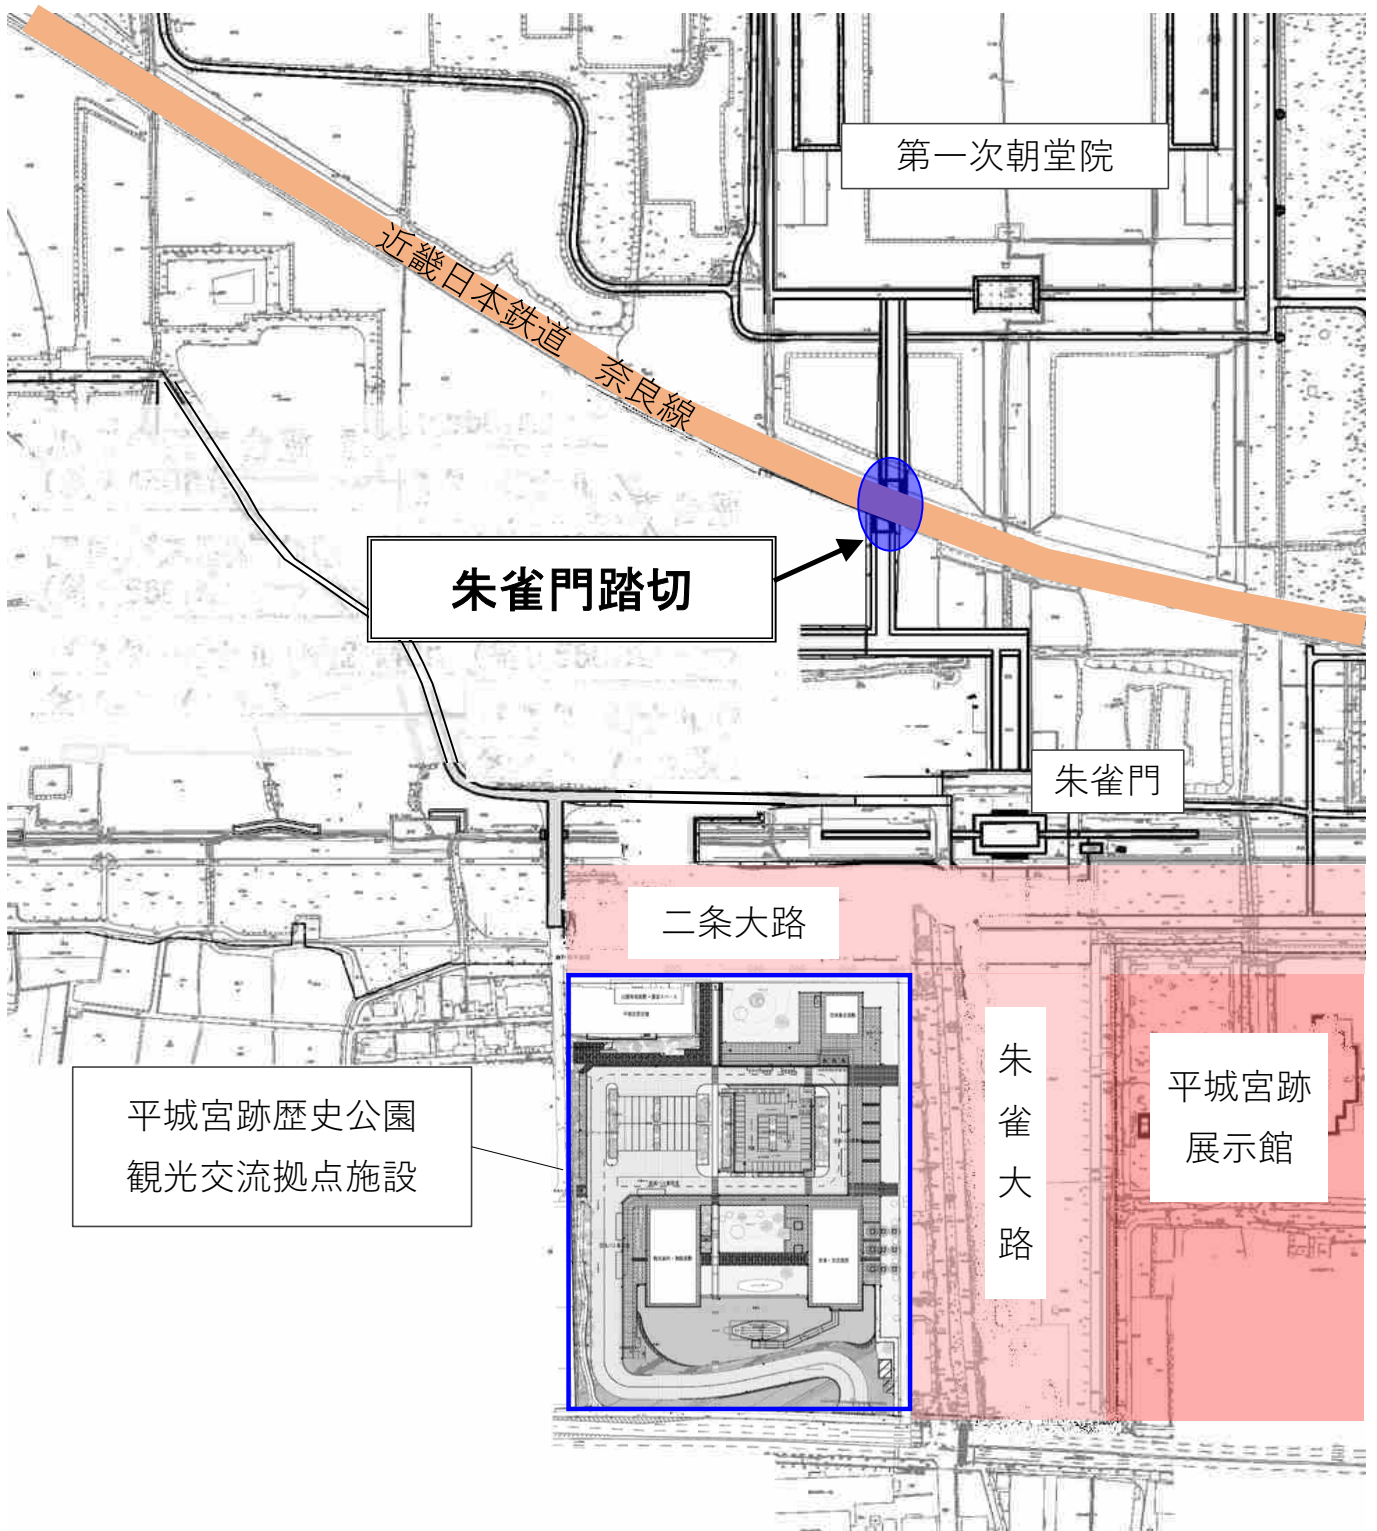 第一次朝堂院
近畿日本鉄道　奈良線
朱雀門踏切
朱雀門
二条大路
朱雀大路
平城宮跡
展示館
平城宮跡歴史公園
観光交流拠点施設